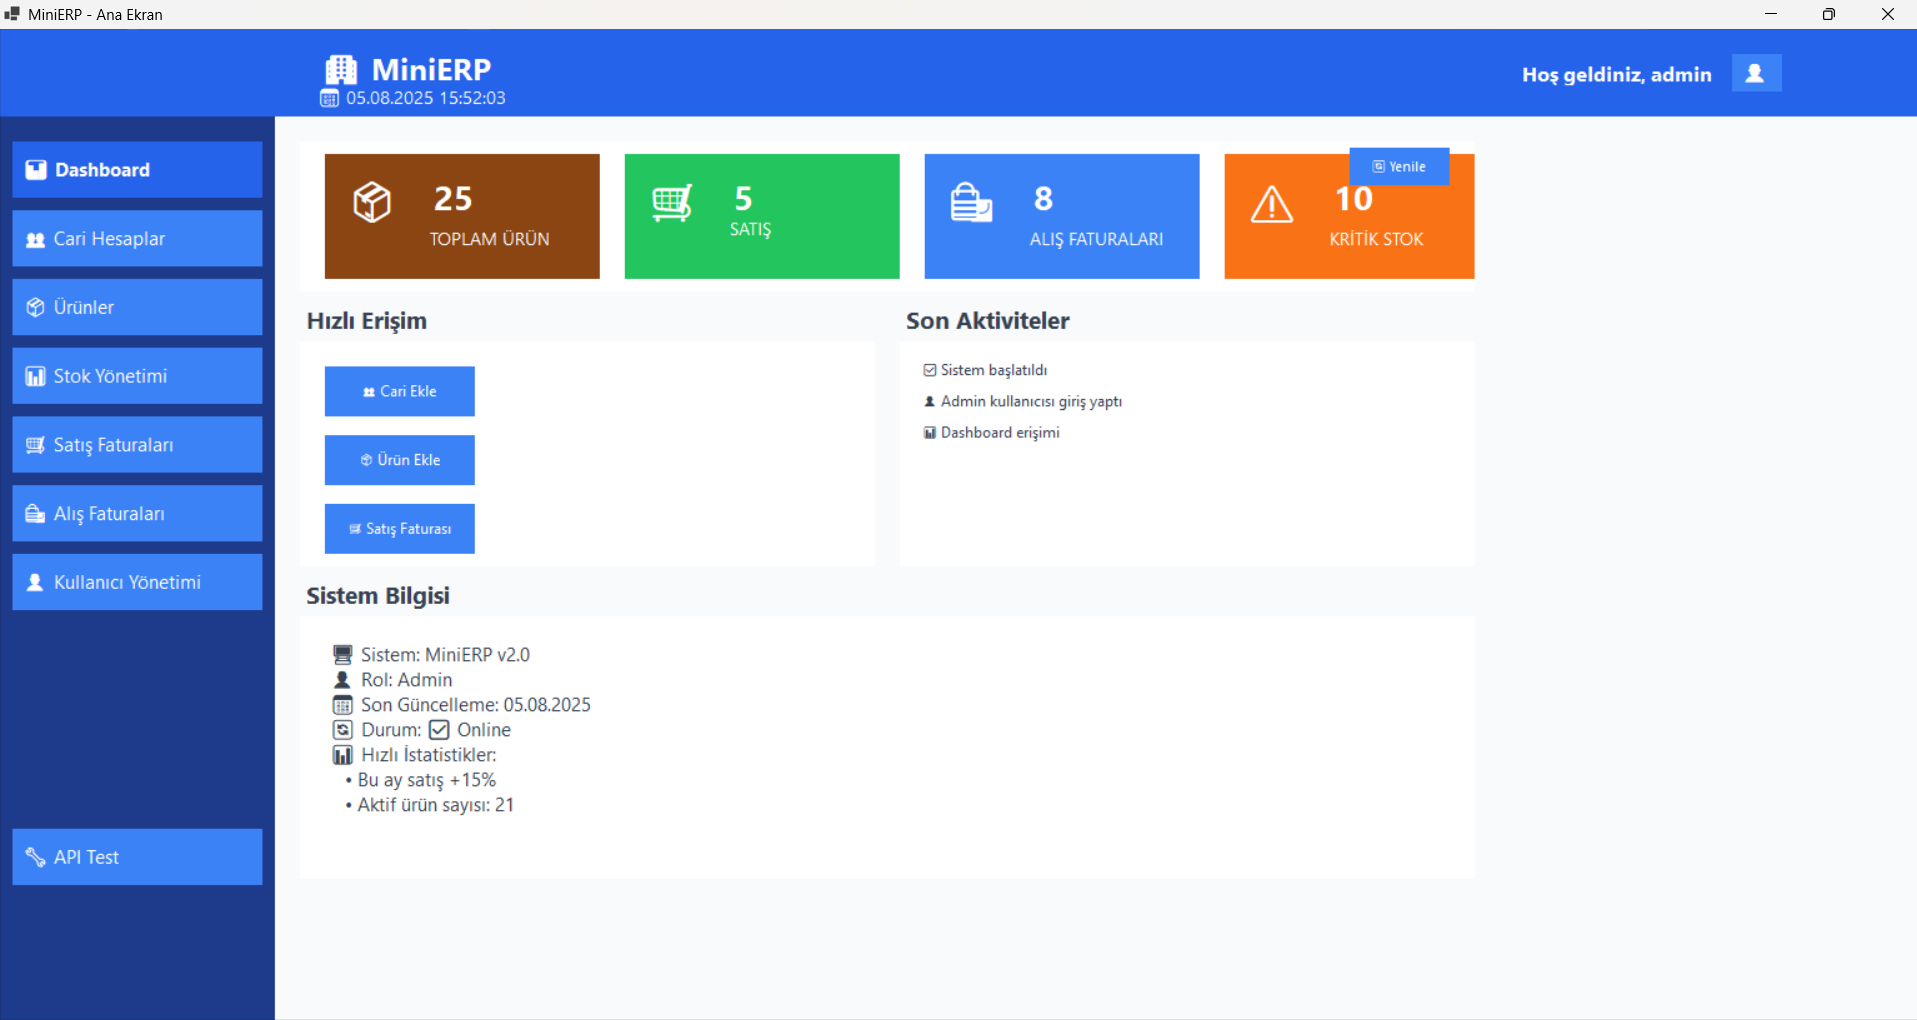 MiniERP - Ana Ekran
MiniERP
05.08.2025 15:52:03
Hoş geldiniz, admin
Dashboard
Cari Hesaplar
Ürünler
Stok Yönetimi
Satış Faturaları
Alış Faturaları
Kullanıcı Yönetimi
API Test
25
TOPLAM ÜRÜN
5
SATIŞ
8
ALIŞ FATURALARI
Yenile
10
KRİTİK STOK
Hızlı Erişim
Cari Ekle
Ürün Ekle
Satış Faturası
Son Aktiviteler
Sistem başlatıldı
Admin kullanıcısı giriş yaptı
Dashboard erişimi
Sistem Bilgisi
Sistem: MiniERP v2.0
Rol: Admin
Son Güncelleme: 05.08.2025
Durum: Online
Hızlı İstatistikler:
• Bu ay satış +15%
• Aktif ürün sayısı: 21